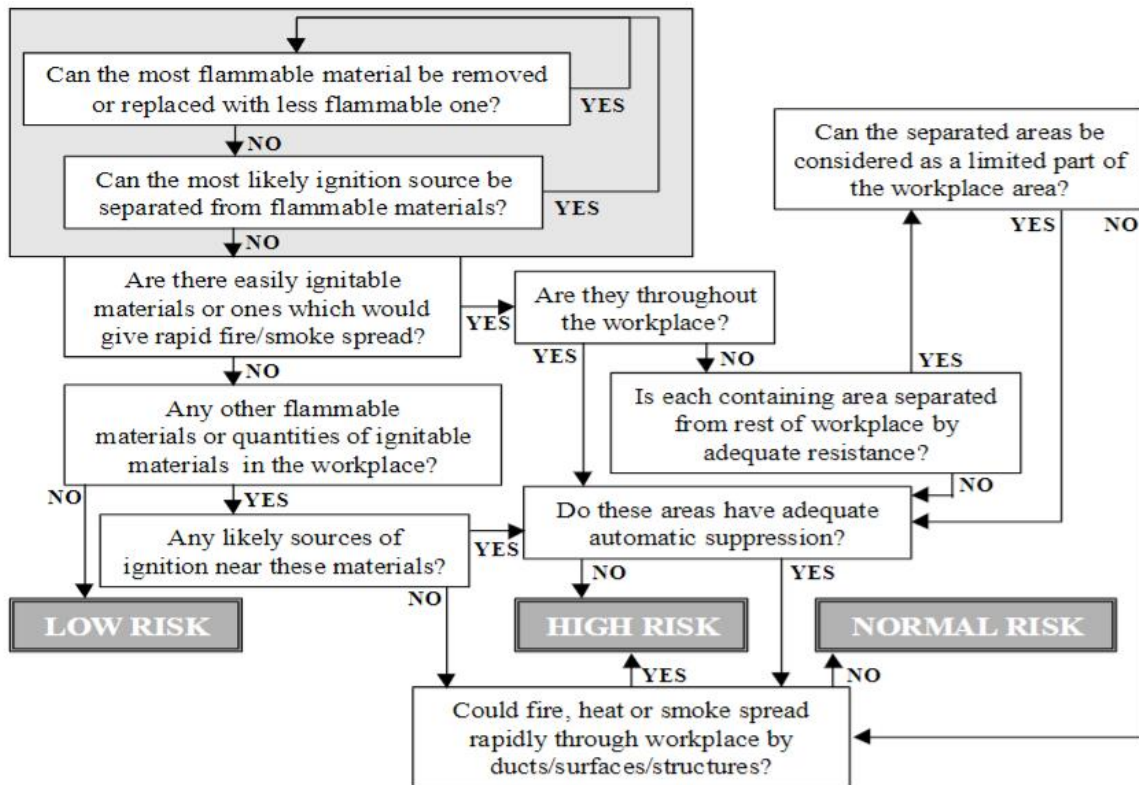 Can the most flammable material be removed
or replaced with less flammable one?
YES
NO
Can the most likely ignition source be
separated from flammable materials?
YES
NO
Are there easily ignitable
materials or ones which would
give rapid fire/smoke spread?
YES
NO
Are they throughout
the workplace?
YES
NO
Can the separated areas be
considered as a limited part of
the workplace area?
YES
NO
YES
Is each containing area separated
from rest of workplace by
adequate resistance?
NO
Any other flammable
materials or quantities of ignitable
materials in the workplace?
NO
YES
Any likely sources of
ignition near these materials?
YES
NO
Do these areas have adequate
automatic suppression?
NO
YES
LOW RISK
HIGH RISK
NORMAL RISK
YES
NO
Could fire, heat or smoke spread
rapidly through workplace by
ducts/surfaces/structures?